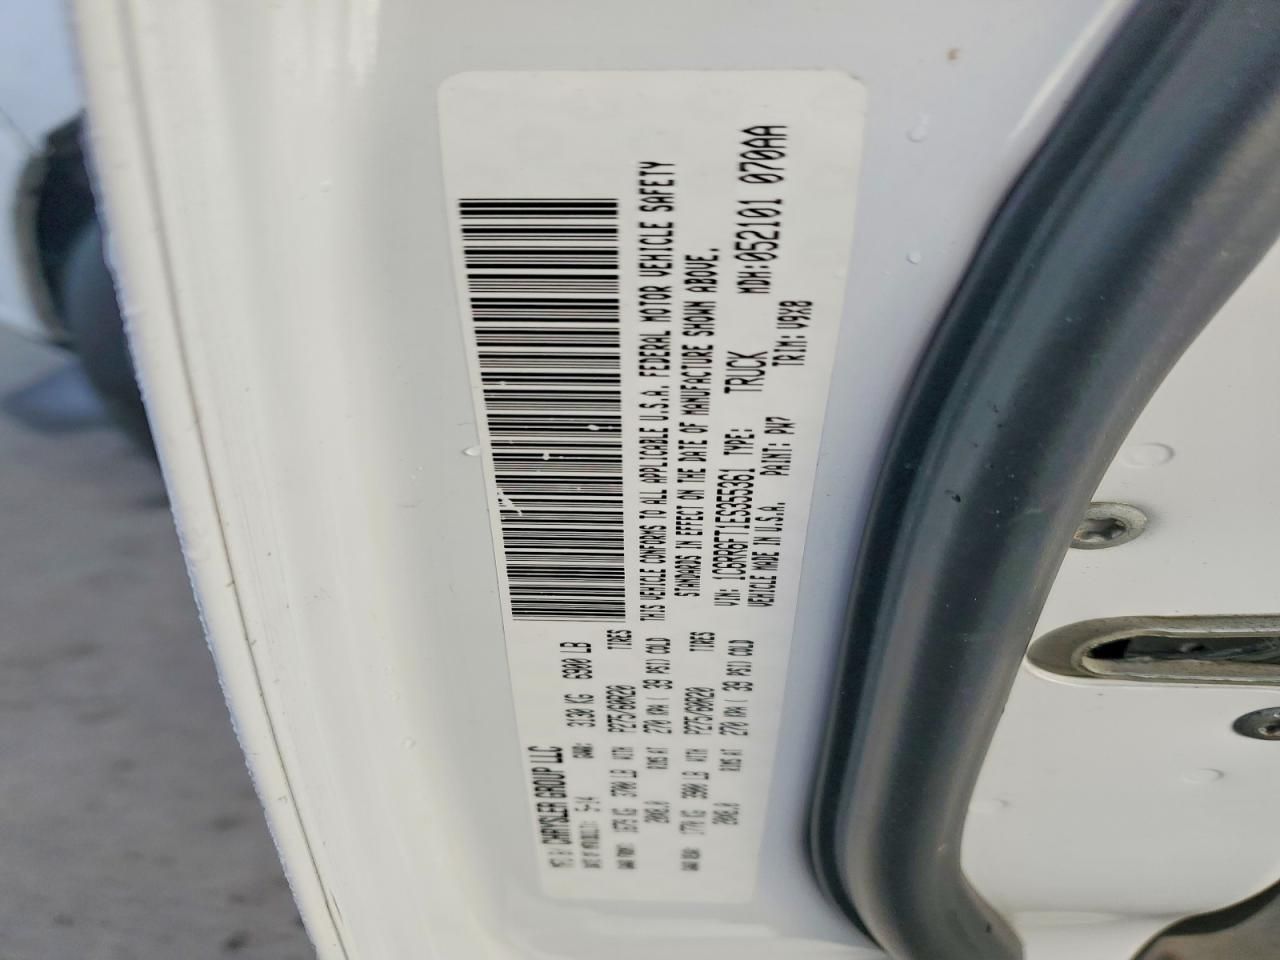 MFD BY CHRYSLER GROUP LLC
DATE OF MFR 5-14 GVWR: 3130 KG 6900 LB
GAWR FRONT: 1675 KG 3700 LB WITH P275/60R20 TIRES
20X8.0 RIMS AT 270 KPA ( 39 PSI) COLD
GAWR REAR: 1770 KG 3900 LB WITH P275/60R20 TIRES
20X8.0 RIMS AT 270 KPA ( 39 PSI) COLD
THIS VEHICLE CONFORMS TO ALL APPLICABLE U.S.A. FEDERAL MOTOR VEHICLE SAFETY
STANDARDS IN EFFECT ON THE DATE OF MANUFACTURE SHOWN ABOVE.
VIN: 1C6RR6FT1ES355361 TYPE: TRUCK MDH:052101 070AA
VEHICLE MADE IN U.S.A. PAINT: PW7 TRIM: V9X8